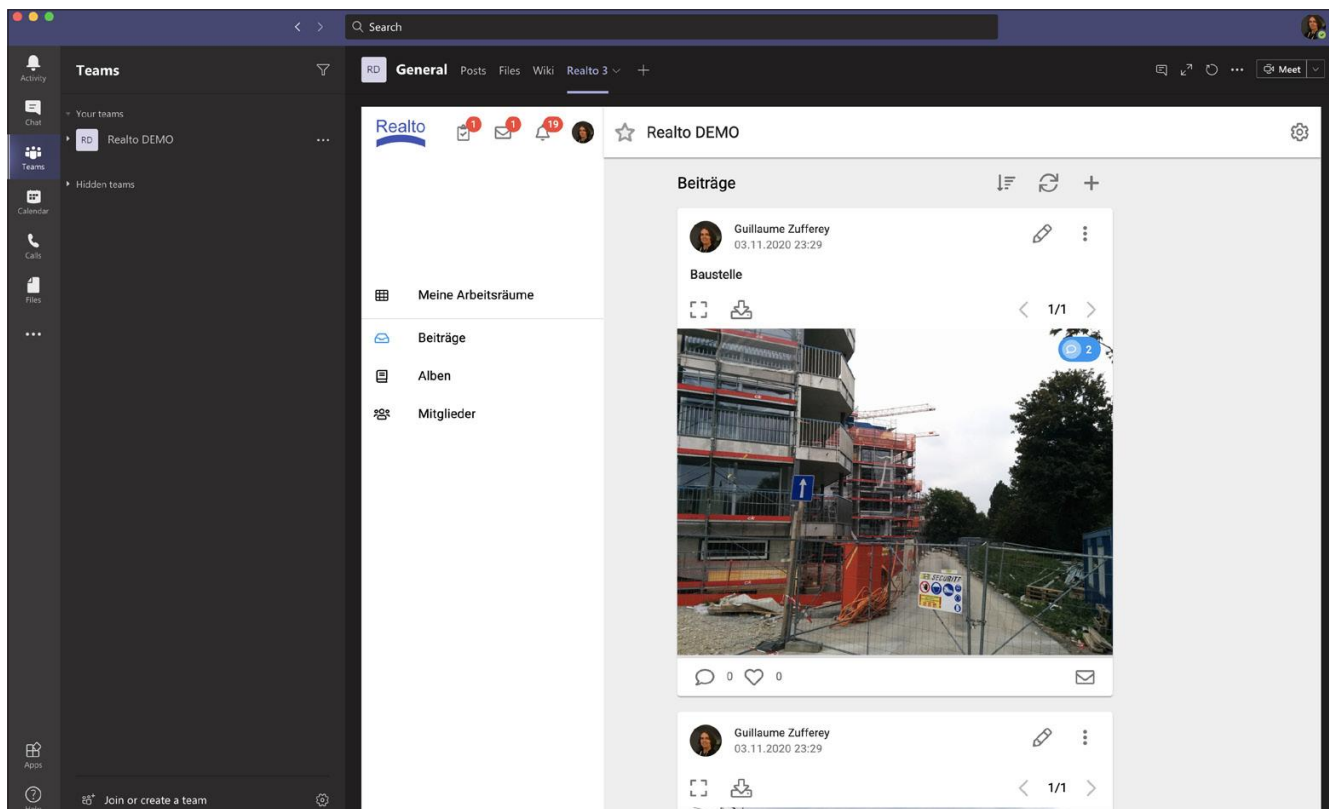 Search
Activity
Chat
Teams
Calendar
Calls
Files
Apps
Teams
Your teams
RD Realto DEMO
Hidden teams
Join or create a team
RD General Posts Files Wiki Realto 3
Meet
Realto 1 1 19
Realto DEMO
Meine Arbeitsräume
Beiträge
Alben
Mitglieder
Beiträge
Guillaume Zufferey
03.11.2020 23:29
Baustelle
1/1
2
0 0
Guillaume Zufferey
03.11.2020 23:29
1/1